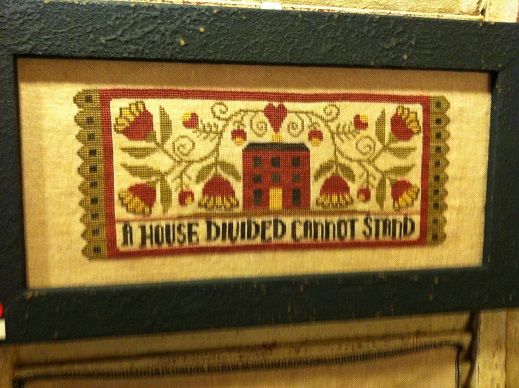 A HOUSE DIVIDED CANNOT STAND